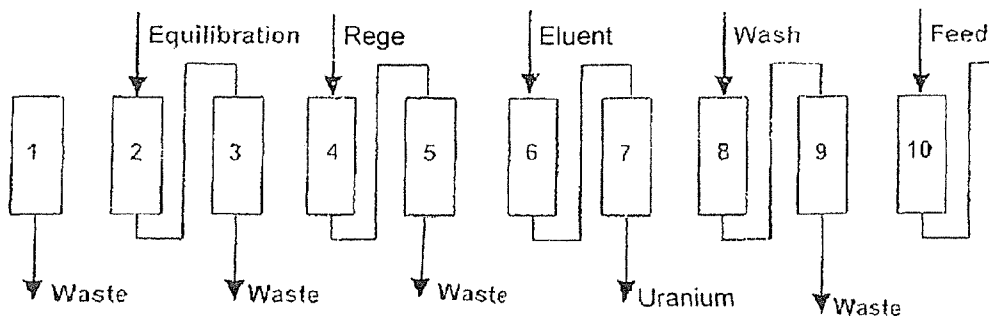 Equilibration Rege Eluent Wash Feed
1 2 3 4 5 6 7 8 9 10
Waste Waste Waste Uranium Waste